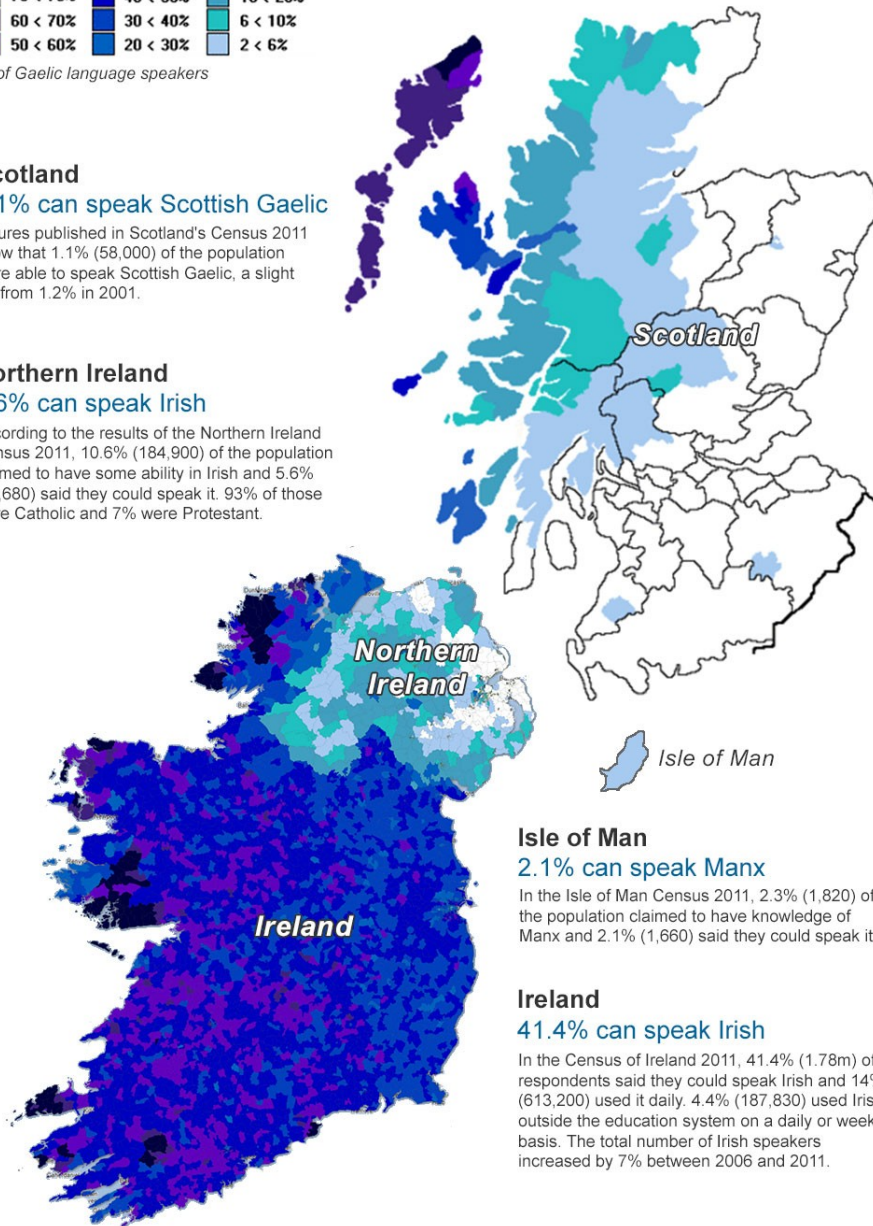 60 < 70%
30 < 40%
6 < 10%
50 < 60%
20 < 30%
2 < 6%
of Gaelic language speakers
cotland
1% can speak Scottish Gaelic
ures published in Scotland's Census 2011
ow that 1.1% (58,000) of the population
re able to speak Scottish Gaelic, a slight
from 1.2% in 2001.
Scotland
orthern Ireland
6% can speak Irish
cording to the results of the Northern Ireland
nsus 2011, 10.6% (184,900) of the population
imed to have some ability in Irish and 5.6%
,680) said they could speak it. 93% of those
re Catholic and 7% were Protestant.
Northern
Ireland
Isle of Man
Isle of Man
2.1% can speak Manx
In the Isle of Man Census 2011, 2.3% (1,820) of
the population claimed to have knowledge of
Manx and 2.1% (1,660) said they could speak it
Ireland
Ireland
41.4% can speak Irish
In the Census of Ireland 2011, 41.4% (1.78m) of
respondents said they could speak Irish and 14%
(613,200) used it daily. 4.4% (187,830) used Iris
outside the education system on a daily or week
basis. The total number of Irish speakers
increased by 7% between 2006 and 2011.